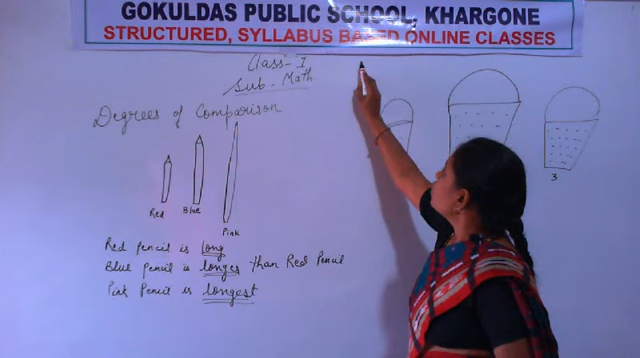 GOKULDAS PUBLIC SCHOOL, KHARGONE
STRUCTURED, SYLLABUS BASED ONLINE CLASSES
Class-I
Sub. Math
Degrees of Comparison
Red
Blue
Pink
3
Red pencil is long
Blue pencil is longer than Red Pencil
Pink Pencil is longest